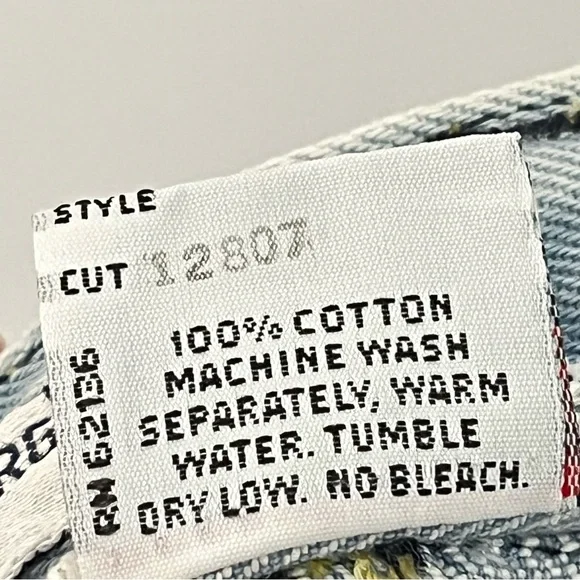 STYLE
CUT 12807
100% COTTON
MACHINE WASH
SEPARATELY, WARM
WATER. TUMBLE
DRY LOW. NO BLEACH.
RN 62136